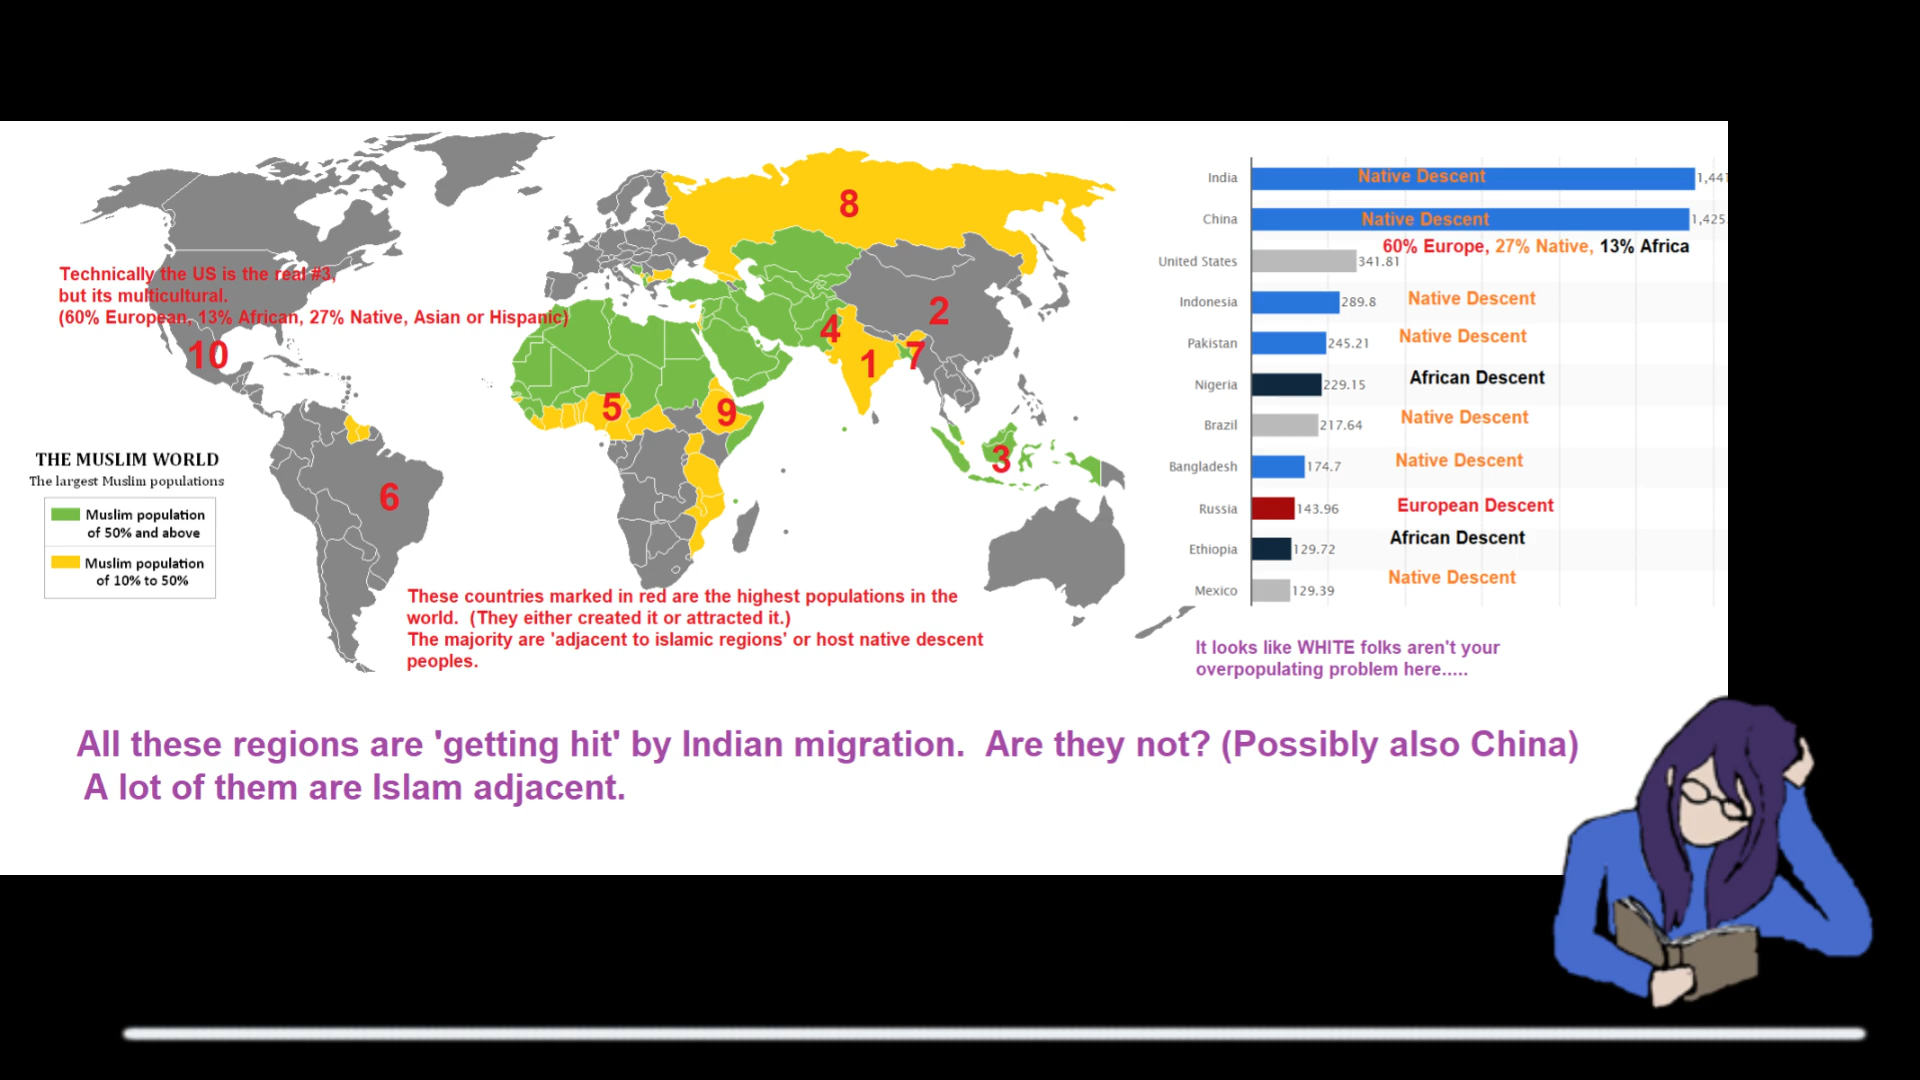 Technically the US is the real #3,
but its multicultural.
(60% European, 13% African, 27% Native, Asian or Hispanic)
10
8
2
4
1
7
5
9
3
6
THE MUSLIM WORLD
The largest Muslim populations
Muslim population
of 50% and above
Muslim population
of 10% to 50%
These countries marked in red are the highest populations in the
world.  (They either created it or attracted it.)
The majority are 'adjacent to islamic regions' or host native descent
peoples.
India Native Descent 1,441
China Native Descent 1,425
60% Europe, 27% Native, 13% Africa
United States 341.81
Indonesia 289.8 Native Descent
Pakistan 245.21 Native Descent
Nigeria 229.15 African Descent
Brazil 217.64 Native Descent
Bangladesh 174.7 Native Descent
Russia 143.96 European Descent
Ethiopia 129.72 African Descent
Mexico 129.39 Native Descent
It looks like WHITE folks aren't your
overpopulating problem here.....
All these regions are 'getting hit' by Indian migration.  Are they not? (Possibly also China)
A lot of them are Islam adjacent.